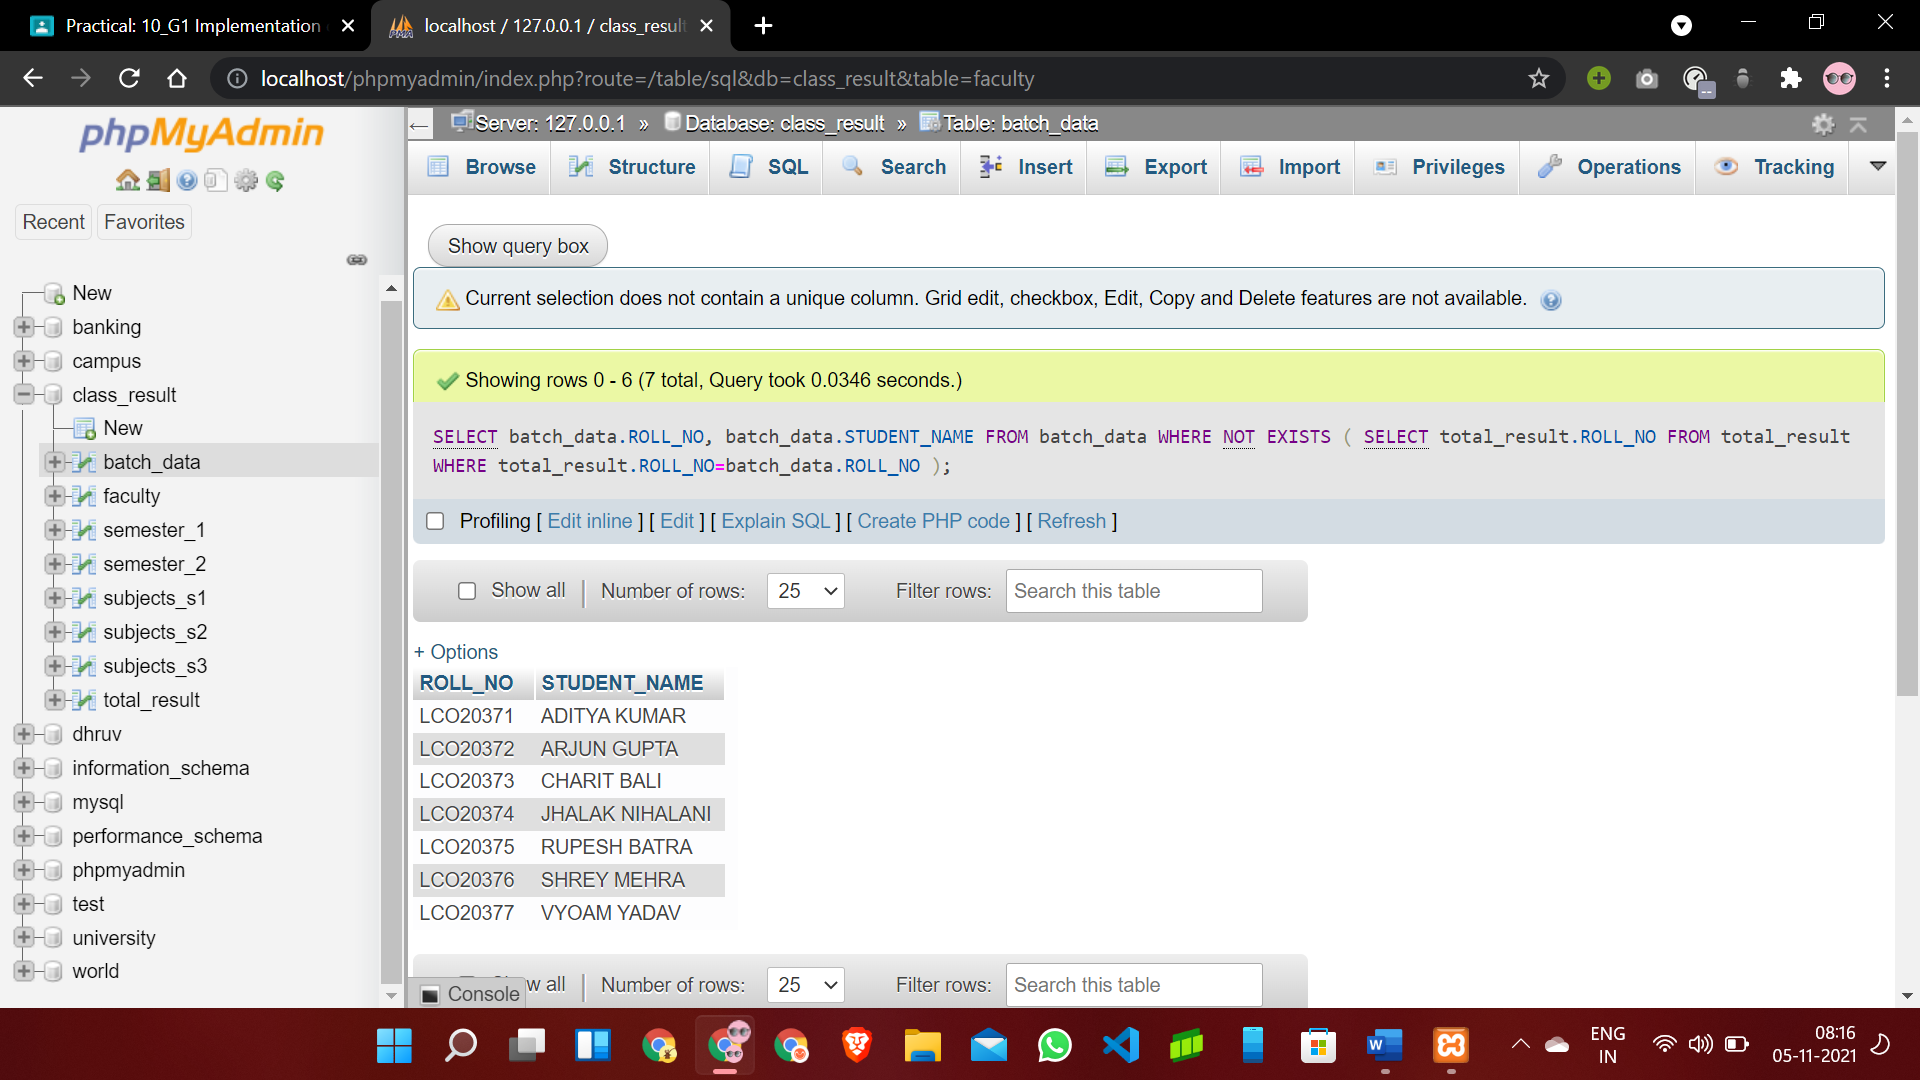 Practical: 10_G1 Implementation
localhost / 127.0.0.1 / class_result
localhost/phpmyadmin/index.php?route=/table/sql&db=class_result&table=faculty
phpMyAdmin
Recent
Favorites
New
banking
campus
class_result
New
batch_data
faculty
semester_1
semester_2
subjects_s1
subjects_s2
subjects_s3
total_result
dhruv
information_schema
mysql
performance_schema
phpmyadmin
test
university
world
Server: 127.0.0.1 » Database: class_result » Table: batch_data
Browse Structure SQL Search Insert Export Import Privileges Operations Tracking
Show query box
Current selection does not contain a unique column. Grid edit, checkbox, Edit, Copy and Delete features are not available.
Showing rows 0 - 6 (7 total, Query took 0.0346 seconds.)
SELECT batch_data.ROLL_NO, batch_data.STUDENT_NAME FROM batch_data WHERE NOT EXISTS ( SELECT total_result.ROLL_NO FROM total_result
WHERE total_result.ROLL_NO=batch_data.ROLL_NO );
Profiling [ Edit inline ] [ Edit ] [ Explain SQL ] [ Create PHP code ] [ Refresh ]
Show all Number of rows: 25 Filter rows: Search this table
+ Options
ROLL_NO STUDENT_NAME
LCO20371 ADITYA KUMAR
LCO20372 ARJUN GUPTA
LCO20373 CHARIT BALI
LCO20374 JHALAK NIHALANI
LCO20375 RUPESH BATRA
LCO20376 SHREY MEHRA
LCO20377 VYOAM YADAV
w all Number of rows: 25 Filter rows: Search this table
Console
ENG
IN
08:16
05-11-2021